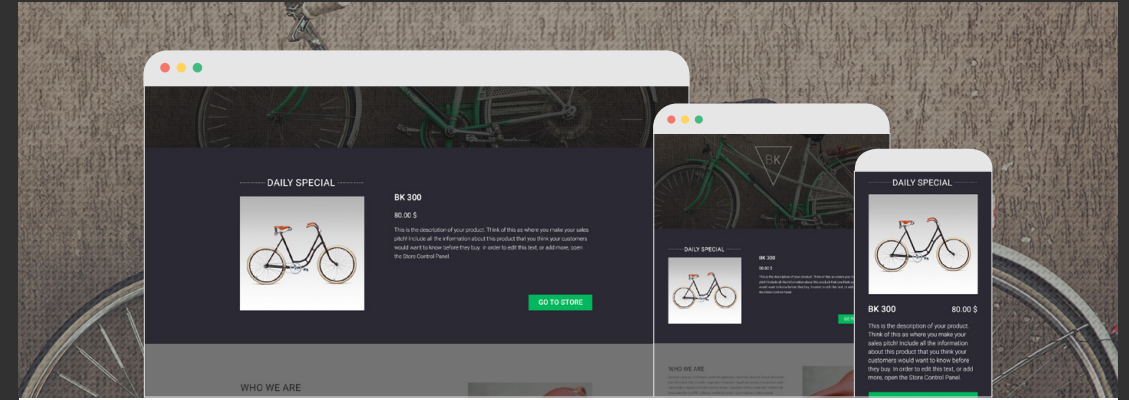 DAILY SPECIAL
BK 300
80.00 $
This is the description of your product. Think of this as where you make your sales
pitch! Include all the information about this product that you think your customers
would want to know before they buy. In order to edit this text, or add more, open
the Store Control Panel.
GO TO STORE
WHO WE ARE
BK
DAILY SPECIAL
BK 300
80.00 $
WHO WE ARE
DAILY SPECIAL
BK 300
80.00 $
This is the description of your product.
Think of this as where you make your
sales pitch! Include all the information
about this product that you think your
customers would want to know before
they buy. In order to edit this text, or add
more, open the Store Control Panel.